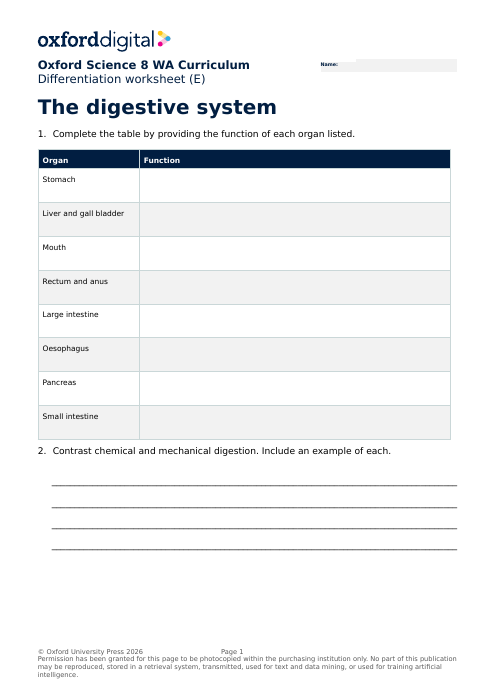 oxforddigital
Oxford Science 8 WA Curriculum
Name:
Differentiation worksheet (E)
The digestive system
1. Complete the table by providing the function of each organ listed.
Organ Function
Stomach
Liver and gall bladder
Mouth
Rectum and anus
Large intestine
Oesophagus
Pancreas
Small intestine
2. Contrast chemical and mechanical digestion. Include an example of each.
© Oxford University Press 2026 Page 1
Permission has been granted for this page to be photocopied within the purchasing institution only. No part of this publication
may be reproduced, stored in a retrieval system, transmitted, used for text and data mining, or used for training artificial
intelligence.